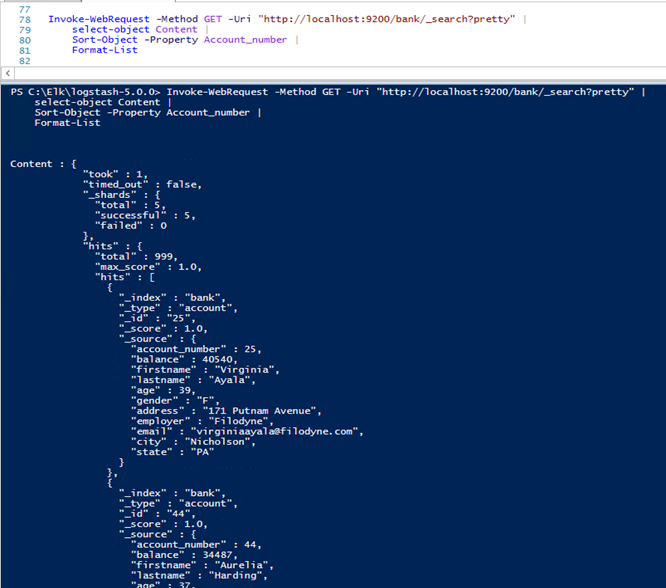 77
78 Invoke-WebRequest -Method GET -Uri "http://localhost:9200/bank/_search?pretty" |
79 select-object Content |
80 Sort-Object -Property Account_number |
81 Format-List
82
PS C:\Elk\logstash-5.0.0> Invoke-WebRequest -Method GET -Uri "http://localhost:9200/bank/_search?pretty" |
select-object Content |
Sort-Object -Property Account_number |
Format-List
Content : {
"took" : 1,
"timed_out" : false,
"_shards" : {
"total" : 5,
"successful" : 5,
"failed" : 0
},
"hits" : {
"total" : 999,
"max_score" : 1.0,
"hits" : [
{
"_index" : "bank",
"_type" : "account",
"_id" : "25",
"_score" : 1.0,
"_source" : {
"account_number" : 25,
"balance" : 40540,
"firstname" : "Virginia",
"lastname" : "Ayala",
"age" : 39,
"gender" : "F",
"address" : "171 Putnam Avenue",
"employer" : "Filodyne",
"email" : "virginiaayala@filodyne.com",
"city" : "Nicholson",
"state" : "PA"
}
},
{
"_index" : "bank",
"_type" : "account",
"_id" : "44",
"_score" : 1.0,
"_source" : {
"account_number" : 44,
"balance" : 34487,
"firstname" : "Aurelia",
"lastname" : "Harding",
"age" : 37,